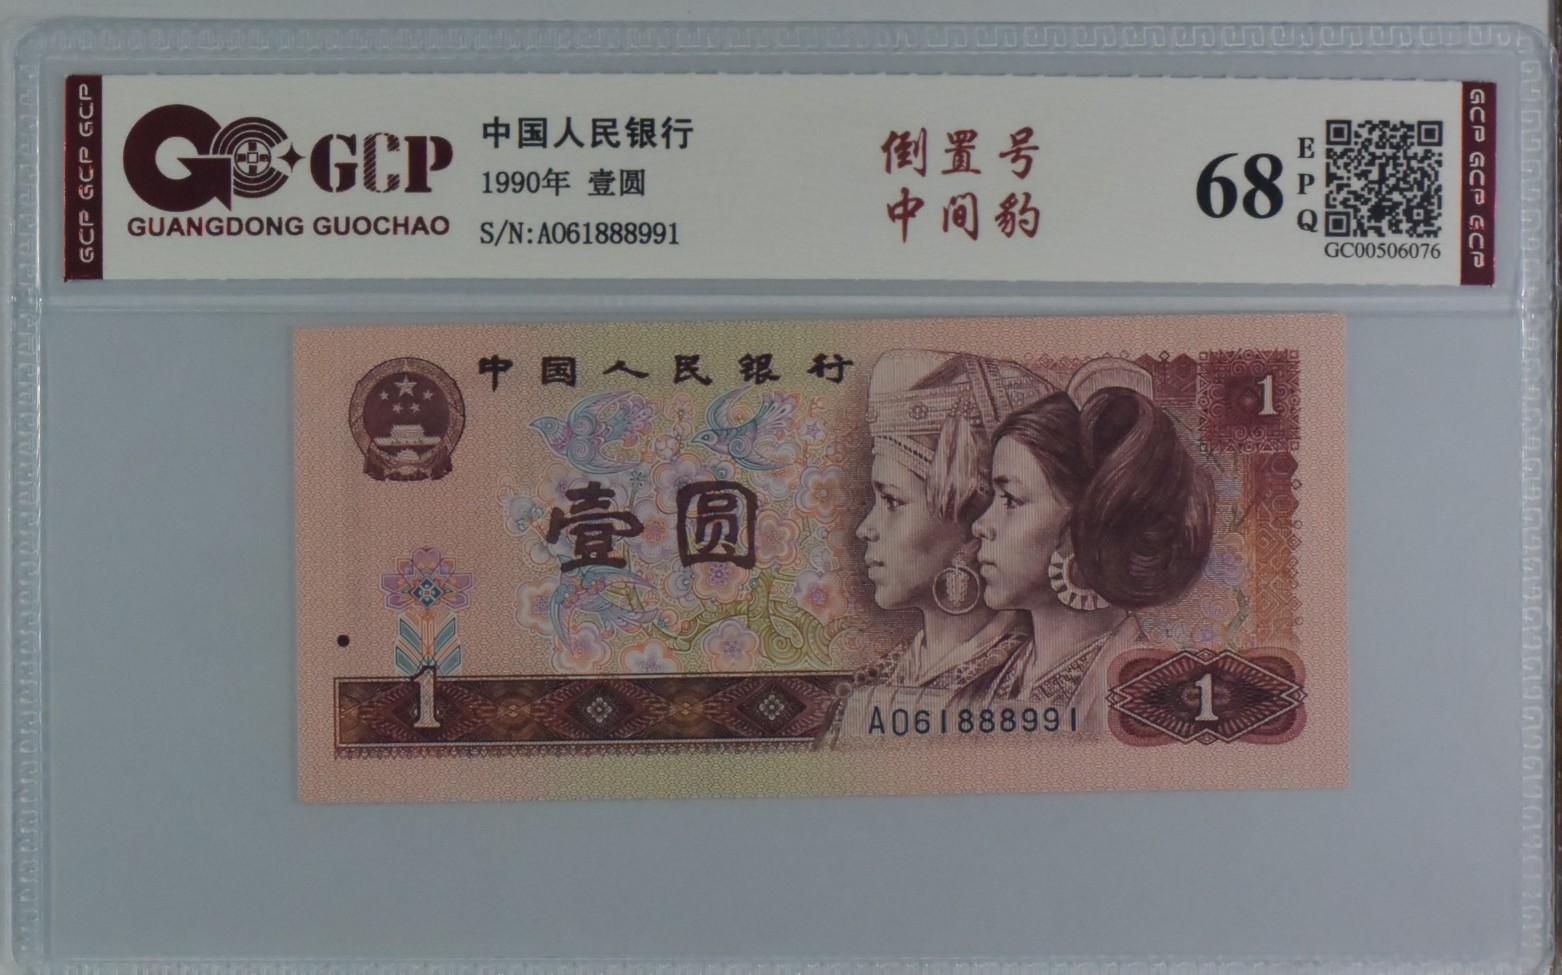 GCP GCP GCP
GCP
GUANGDONG GUOCHAO
中国人民银行
1990年 壹圆
S/N:A061888991
倒置号
中间豹
68
EPQ
GC00506076
GCP GCP GCP
中国人民银行
1
壹圆
1
A061888991
1